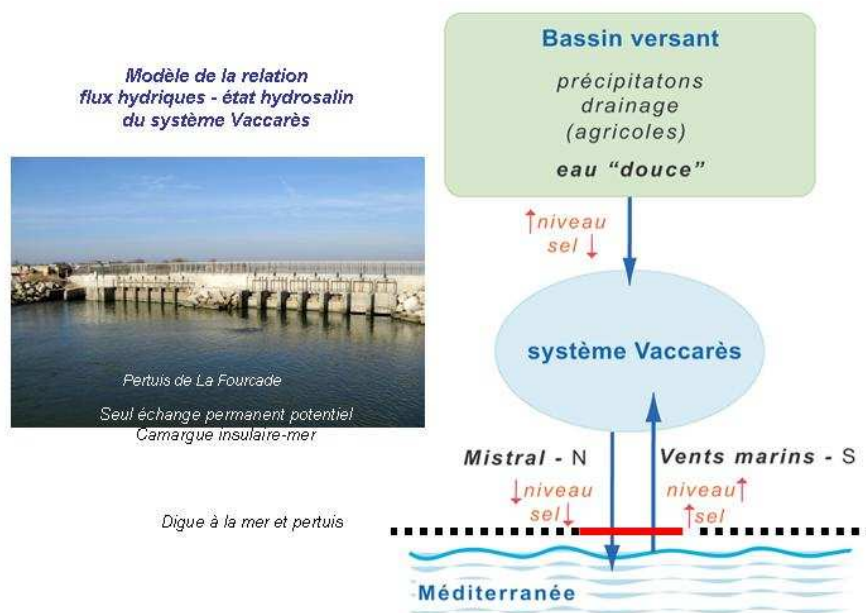 Modèle de la relation
flux hydriques - état hydrosalin
du système Vaccarès
Pertuis de La Fourcade
Seul échange permanent potentiel
Camargue insulaire-mer
Digue à la mer et pertuis
Bassin versant
précipitatons
drainage
(agricoles)
eau “douce”
↑niveau
sel ↓
système Vaccarès
Mistral - N
↓niveau
sel↓
Vents marins - S
niveau↑
↑sel
Méditerranée